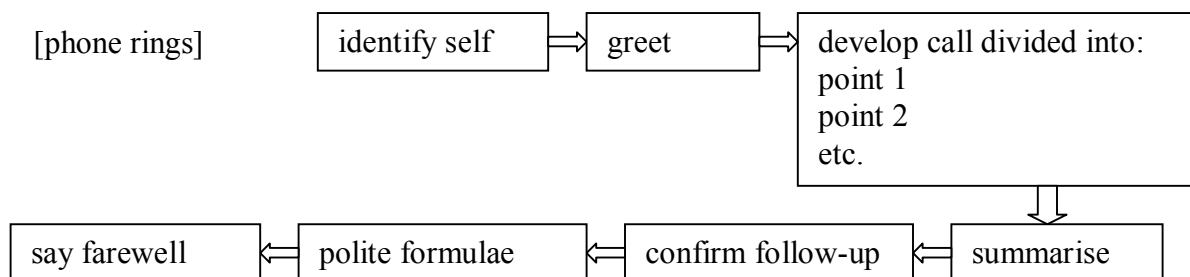 [phone rings]
identify self
greet
develop call divided into:
point 1
point 2
etc.
summarise
confirm follow-up
polite formulae
say farewell